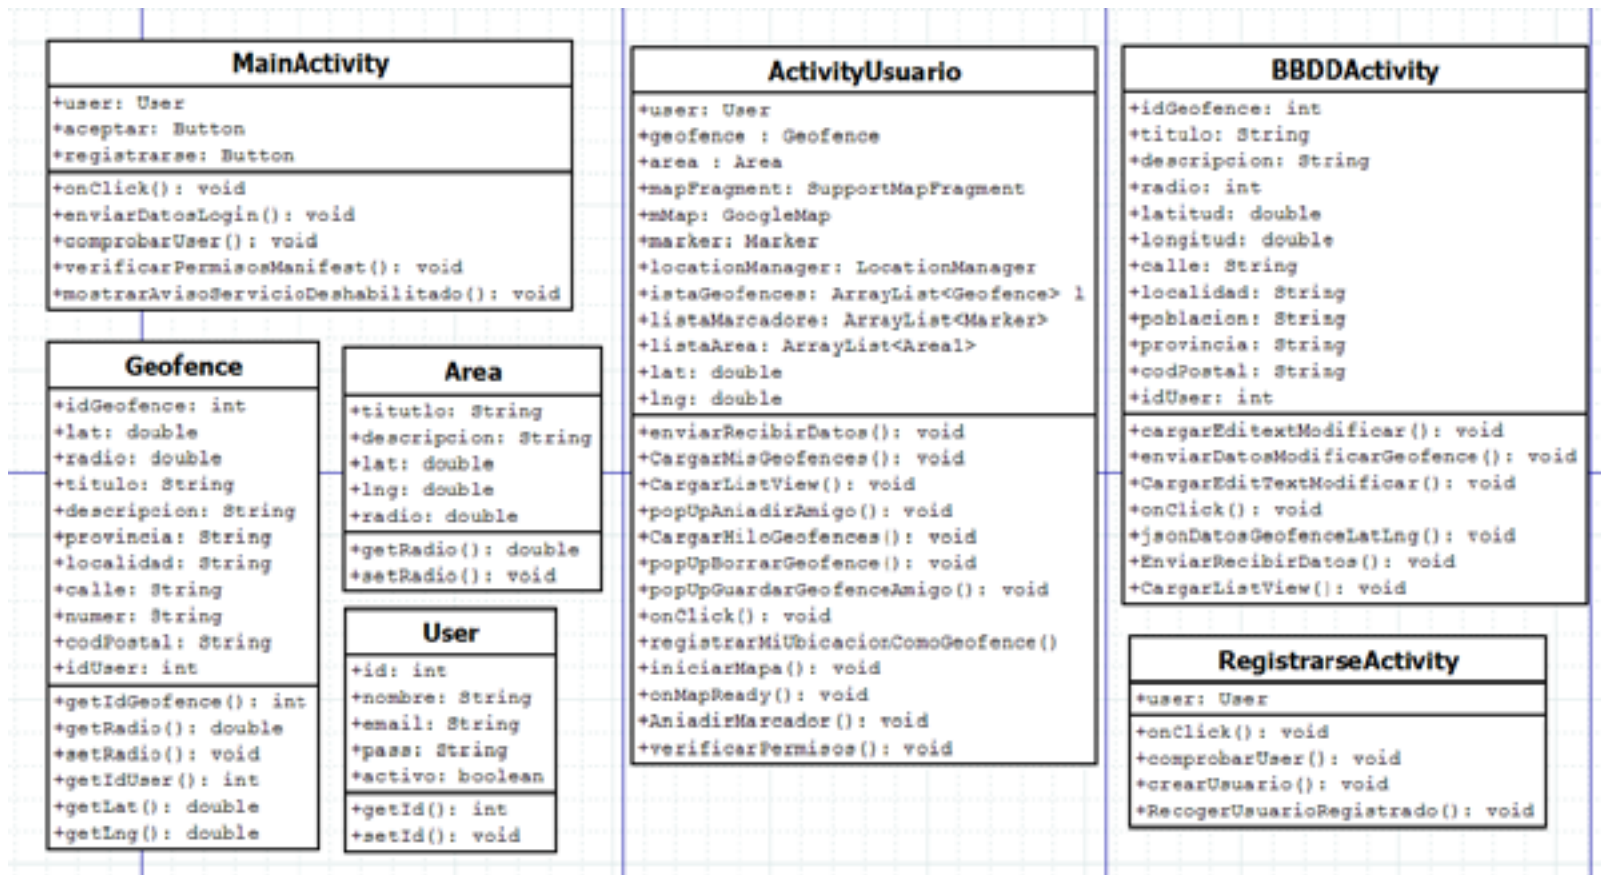 MainActivity
+user: User
+aceptar: Button
+registrarse: Button
+onClick(): void
+enviarDatosLogin(): void
+comprobarUser(): void
+verificarPermisosManifest(): void
+mostrarAvisoServicioDeshabilitado(): void
Geofence
+idGeofence: int
+lat: double
+radio: double
+titulo: String
+descripcion: String
+provincia: String
+localidad: String
+calle: String
+numer: String
+codPostal: String
+idUser: int
+getIdGeofence(): int
+getRadio(): double
+setRadio(): void
+getIdUser(): int
+getLat(): double
+getLng(): double
Area
+titutlo: String
+descripcion: String
+lat: double
+lng: double
+radio: double
+getRadio(): double
+setRadio(): void
User
+id: int
+nombre: String
+email: String
+pass: String
+activo: boolean
+getId(): int
+setId(): void
ActivityUsuario
+user: User
+geofence : Geofence
+area : Area
+mapFragment: SupportMapFragment
+mMap: GoogleMap
+marker: Marker
+locationManager: LocationManager
+istaGeofences: ArrayList<Geofence> l
+listaMarcadore: ArrayList<Marker>
+listaArea: ArrayList<Area1>
+lat: double
+lng: double
+enviarRecibirDatos(): void
+CargarMisGeofences(): void
+CargarListView(): void
+popUpAniadirAmigo(): void
+CargarHiloGeofences(): void
+popUpBorrarGeofence(): void
+popUpGuardarGeofenceAmigo(): void
+onClick(): void
+registrarMiUbicacionComoGeofence()
+iniciarMapa(): void
+onMapReady(): void
+AniadirMarcador(): void
+verificarPermisos(): void
BBDDActivity
+idGeofence: int
+titulo: String
+descripcion: String
+radio: int
+latitud: double
+longitud: double
+calle: String
+localidad: String
+poblacion: String
+provincia: String
+codPostal: String
+idUser: int
+cargarEditextModificar(): void
+enviarDatosModificarGeofence(): void
+CargarEditTextModificar(): void
+onClick(): void
+jsonDatosGeofenceLatLng(): void
+EnviarRecibirDatos(): void
+CargarListView(): void
RegistrarseActivity
+user: User
+onClick(): void
+comprobarUser(): void
+crearUsuario(): void
+RecogerUsuarioRegistrado(): void